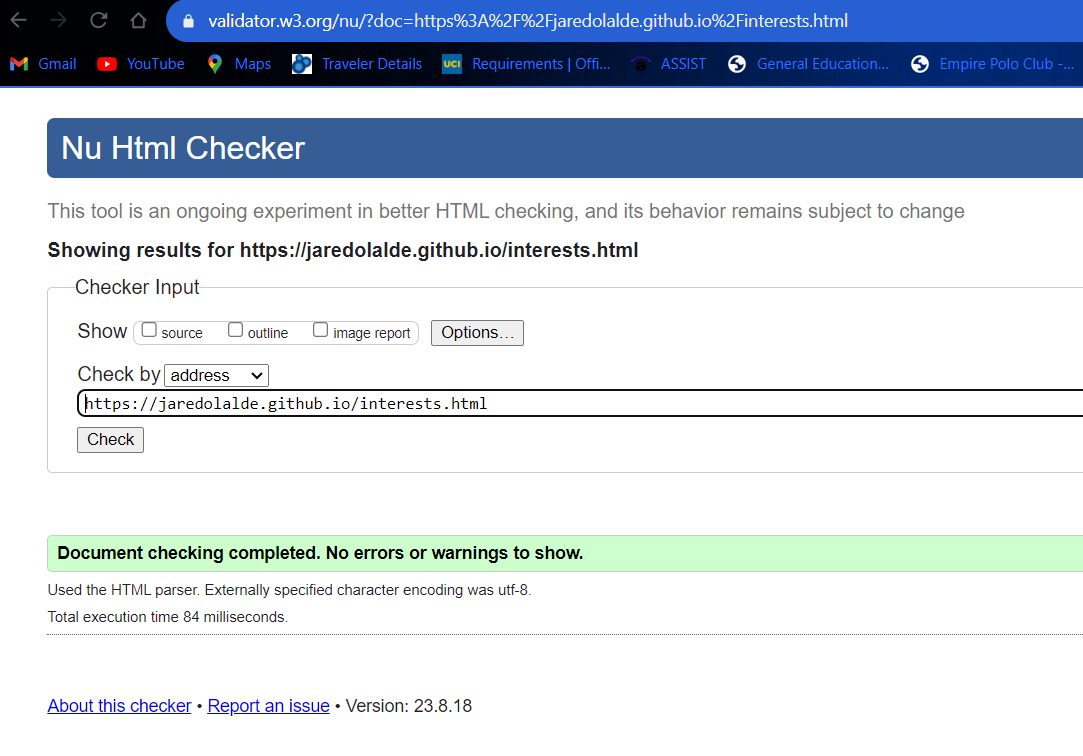 validator.w3.org/nu/?doc=https%3A%2F%2Fjaredolalde.github.io%2Finterests.html
Gmail YouTube Maps Traveler Details UCI Requirements | Offi... ASSIST General Education... Empire Polo Club -...
Nu Html Checker
This tool is an ongoing experiment in better HTML checking, and its behavior remains subject to change
Showing results for https://jaredolalde.github.io/interests.html
Checker Input
Show source outline image report Options...
Check by address
https://jaredolalde.github.io/interests.html
Check
Document checking completed. No errors or warnings to show.
Used the HTML parser. Externally specified character encoding was utf-8.
Total execution time 84 milliseconds.
About this checker • Report an issue • Version: 23.8.18